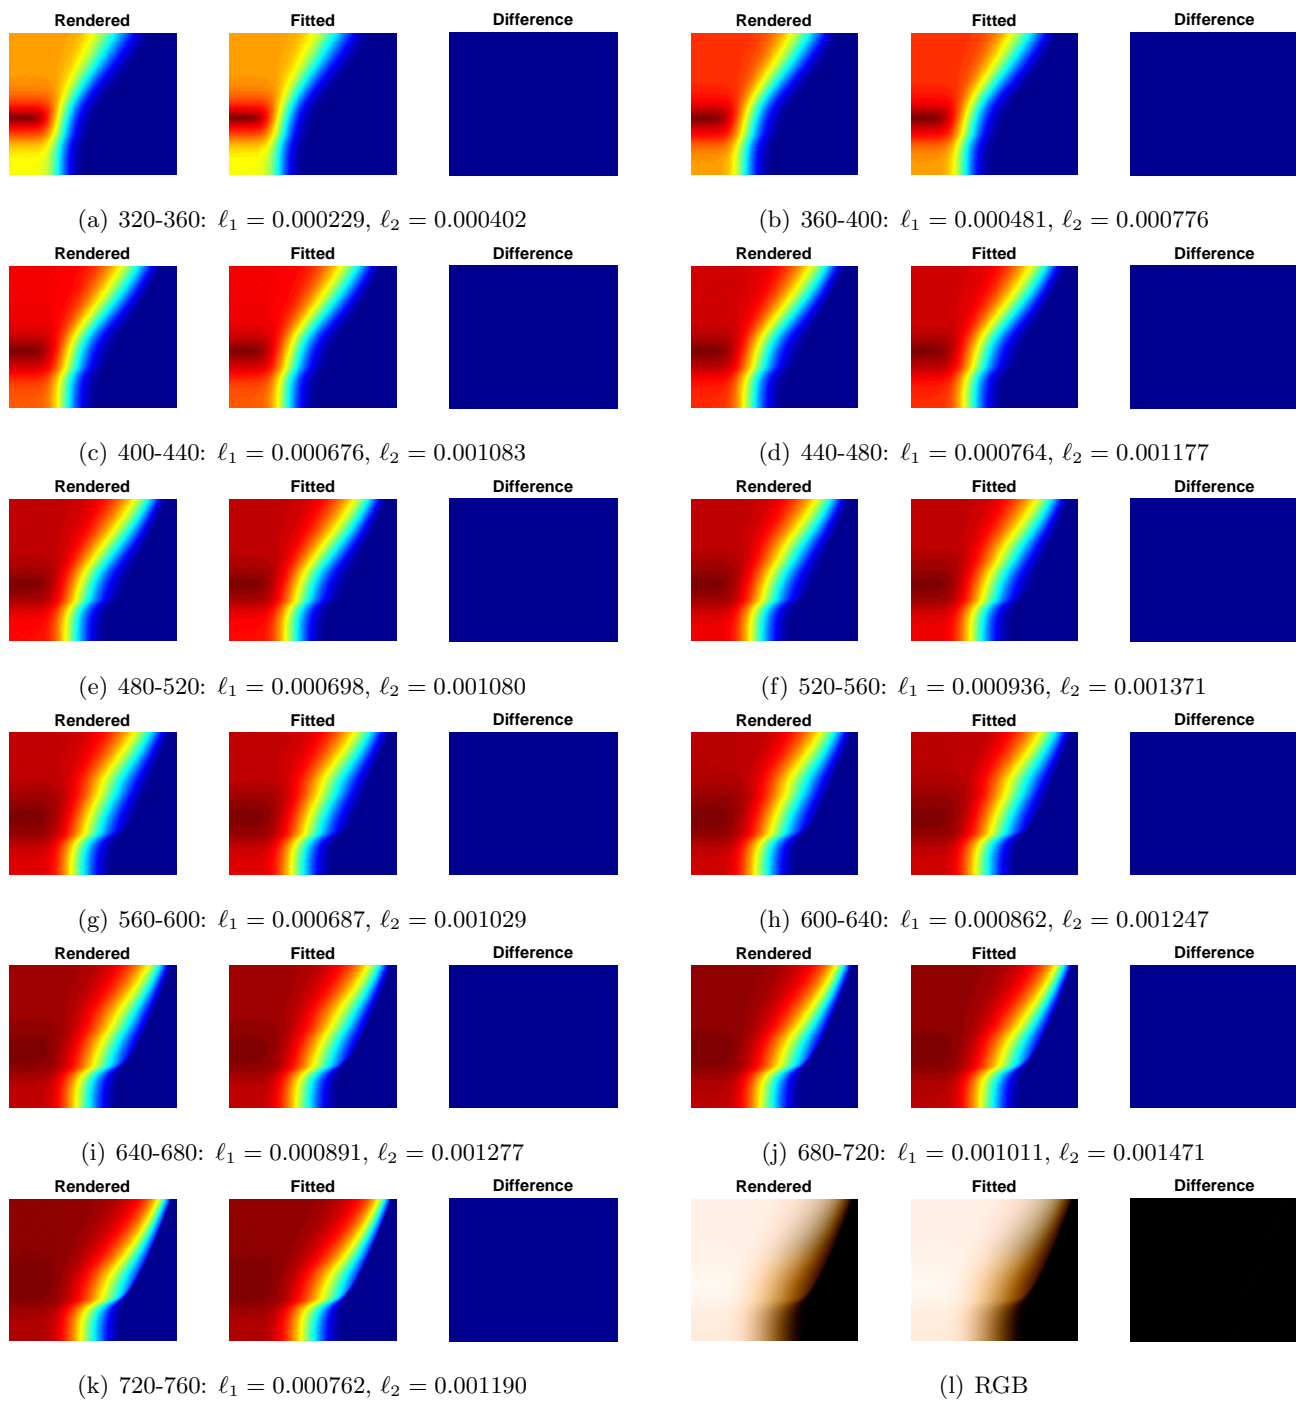 Rendered Fitted Difference Rendered Fitted Difference
(a) 320-360: ℓ₁ = 0.000229, ℓ₂ = 0.000402 (b) 360-400: ℓ₁ = 0.000481, ℓ₂ = 0.000776
Rendered Fitted Difference Rendered Fitted Difference
(c) 400-440: ℓ₁ = 0.000676, ℓ₂ = 0.001083 (d) 440-480: ℓ₁ = 0.000764, ℓ₂ = 0.001177
Rendered Fitted Difference Rendered Fitted Difference
(e) 480-520: ℓ₁ = 0.000698, ℓ₂ = 0.001080 (f) 520-560: ℓ₁ = 0.000936, ℓ₂ = 0.001371
Rendered Fitted Difference Rendered Fitted Difference
(g) 560-600: ℓ₁ = 0.000687, ℓ₂ = 0.001029 (h) 600-640: ℓ₁ = 0.000862, ℓ₂ = 0.001247
Rendered Fitted Difference Rendered Fitted Difference
(i) 640-680: ℓ₁ = 0.000891, ℓ₂ = 0.001277 (j) 680-720: ℓ₁ = 0.001011, ℓ₂ = 0.001471
Rendered Fitted Difference Rendered Fitted Difference
(k) 720-760: ℓ₁ = 0.000762, ℓ₂ = 0.001190 (l) RGB